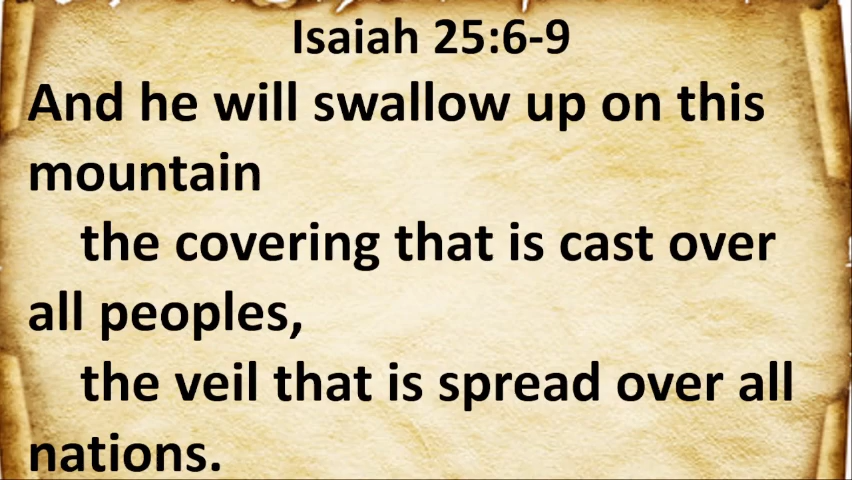 Isaiah 25:6-9
And he will swallow up on this
mountain
the covering that is cast over
all peoples,
the veil that is spread over all
nations.